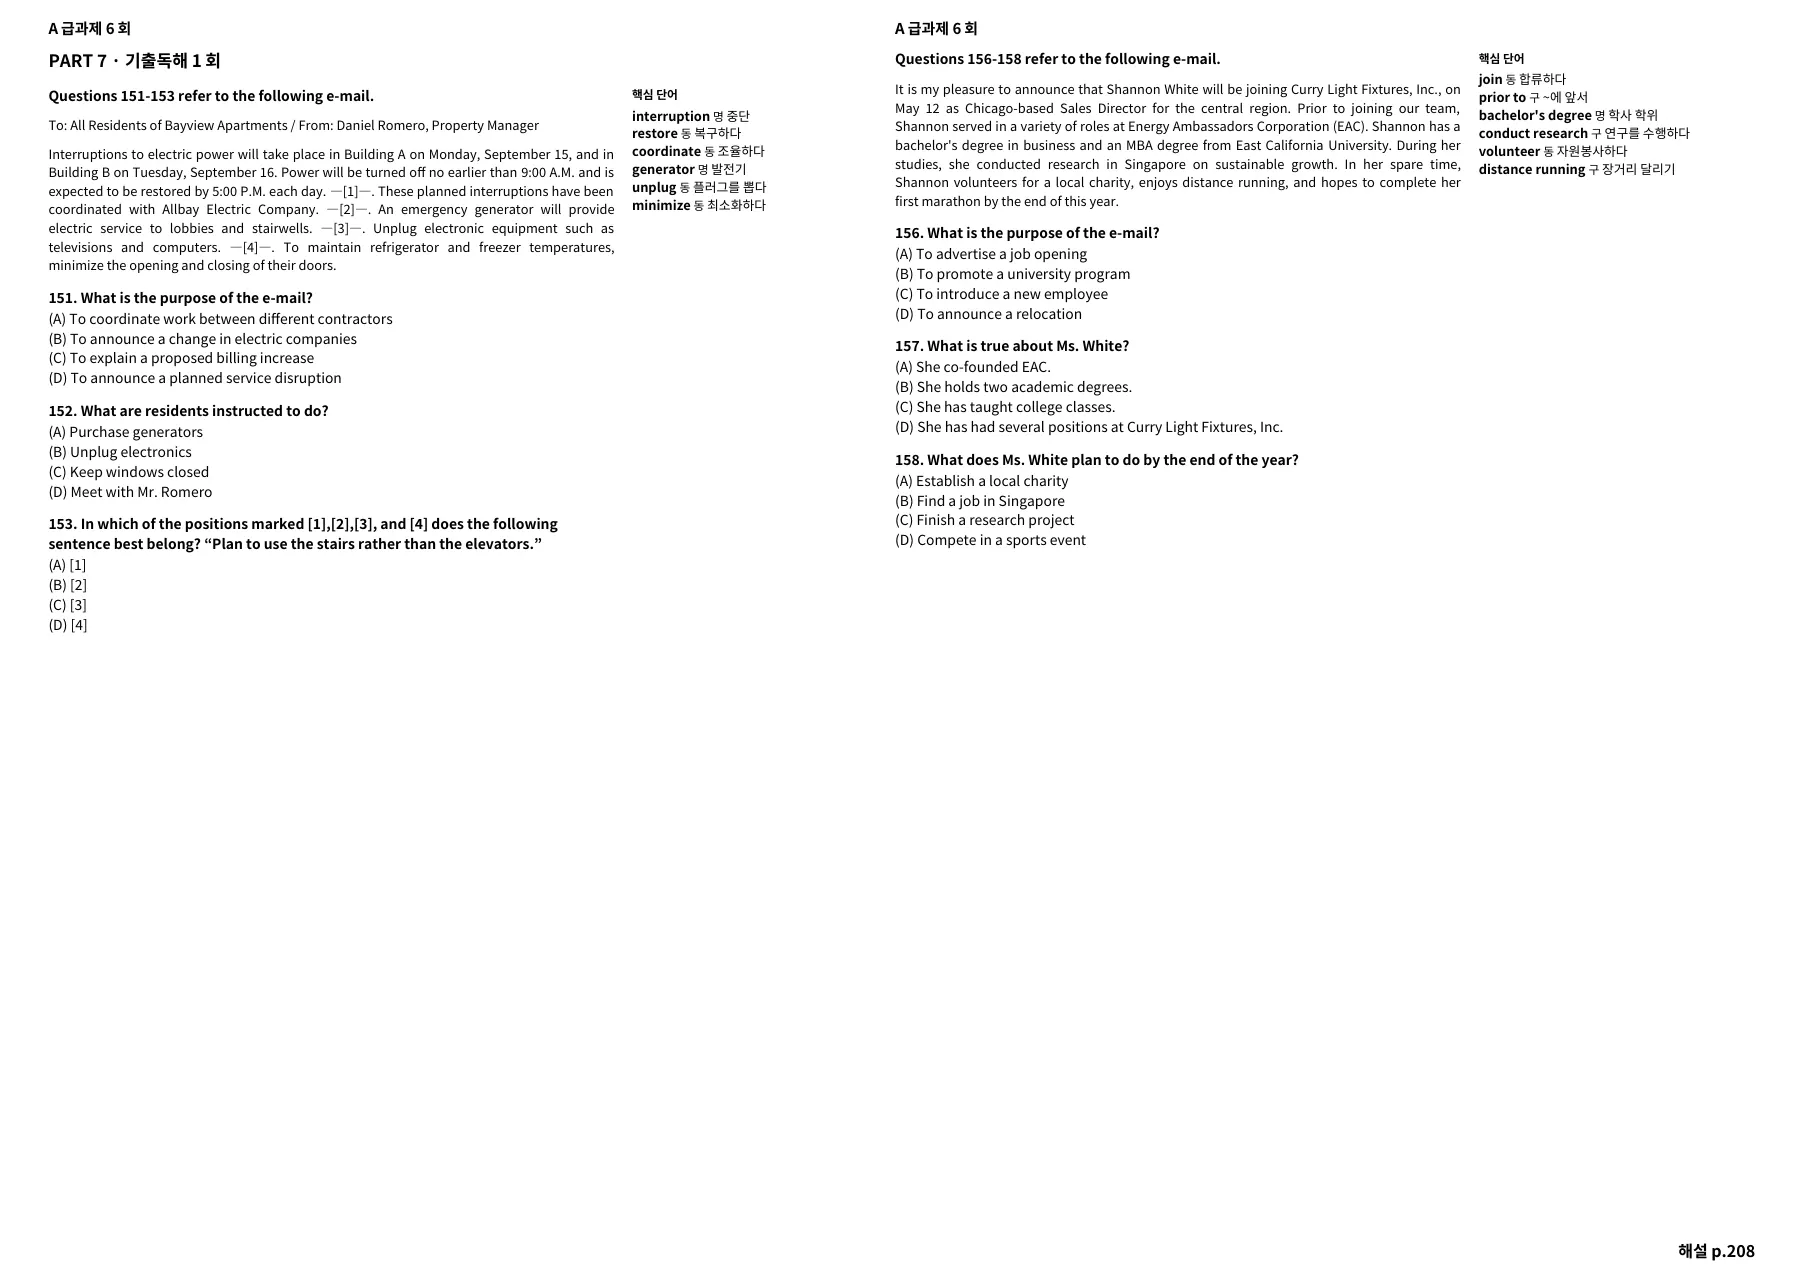 A 급과제 6 회
PART 7 · 기출독해 1 회
Questions 151-153 refer to the following e-mail.
To: All Residents of Bayview Apartments / From: Daniel Romero, Property Manager
Interruptions to electric power will take place in Building A on Monday, September 15, and in
Building B on Tuesday, September 16. Power will be turned off no earlier than 9:00 A.M. and is
expected to be restored by 5:00 P.M. each day. —[1]—. These planned interruptions have been
coordinated with Allbay Electric Company. —[2]—. An emergency generator will provide
electric service to lobbies and stairwells. —[3]—. Unplug electronic equipment such as
televisions and computers. —[4]—. To maintain refrigerator and freezer temperatures,
minimize the opening and closing of their doors.
핵심 단어
interruption 명 중단
restore 동 복구하다
coordinate 동 조율하다
generator 명 발전기
unplug 동 플러그를 뽑다
minimize 동 최소화하다
151. What is the purpose of the e-mail?
(A) To coordinate work between different contractors
(B) To announce a change in electric companies
(C) To explain a proposed billing increase
(D) To announce a planned service disruption
152. What are residents instructed to do?
(A) Purchase generators
(B) Unplug electronics
(C) Keep windows closed
(D) Meet with Mr. Romero
153. In which of the positions marked [1],[2],[3], and [4] does the following
sentence best belong? “Plan to use the stairs rather than the elevators.”
(A) [1]
(B) [2]
(C) [3]
(D) [4]
A 급과제 6 회
Questions 156-158 refer to the following e-mail.
It is my pleasure to announce that Shannon White will be joining Curry Light Fixtures, Inc., on
May 12 as Chicago-based Sales Director for the central region. Prior to joining our team,
Shannon served in a variety of roles at Energy Ambassadors Corporation (EAC). Shannon has a
bachelor's degree in business and an MBA degree from East California University. During her
studies, she conducted research in Singapore on sustainable growth. In her spare time,
Shannon volunteers for a local charity, enjoys distance running, and hopes to complete her
first marathon by the end of this year.
핵심 단어
join 동 합류하다
prior to 구 ~에 앞서
bachelor's degree 명 학사 학위
conduct research 구 연구를 수행하다
volunteer 동 자원봉사하다
distance running 구 장거리 달리기
156. What is the purpose of the e-mail?
(A) To advertise a job opening
(B) To promote a university program
(C) To introduce a new employee
(D) To announce a relocation
157. What is true about Ms. White?
(A) She co-founded EAC.
(B) She holds two academic degrees.
(C) She has taught college classes.
(D) She has had several positions at Curry Light Fixtures, Inc.
158. What does Ms. White plan to do by the end of the year?
(A) Establish a local charity
(B) Find a job in Singapore
(C) Finish a research project
(D) Compete in a sports event
해설 p.208